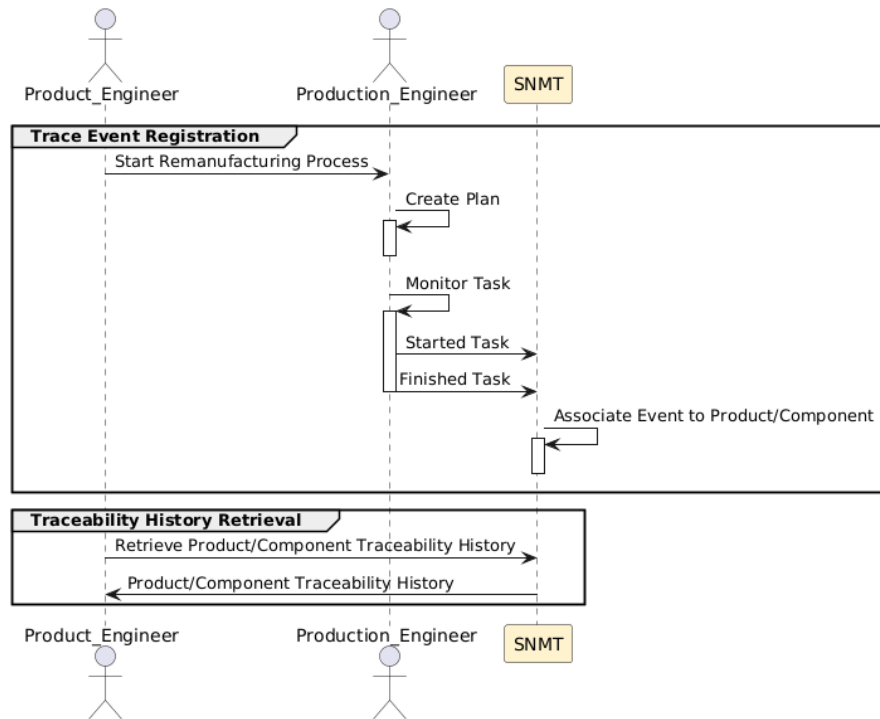 Product_Engineer
Production_Engineer
SNMT
Trace Event Registration
Start Remanufacturing Process
Create Plan
Monitor Task
Started Task
Finished Task
Associate Event to Product/Component
Traceability History Retrieval
Retrieve Product/Component Traceability History
Product/Component Traceability History
Product_Engineer
Production_Engineer
SNMT